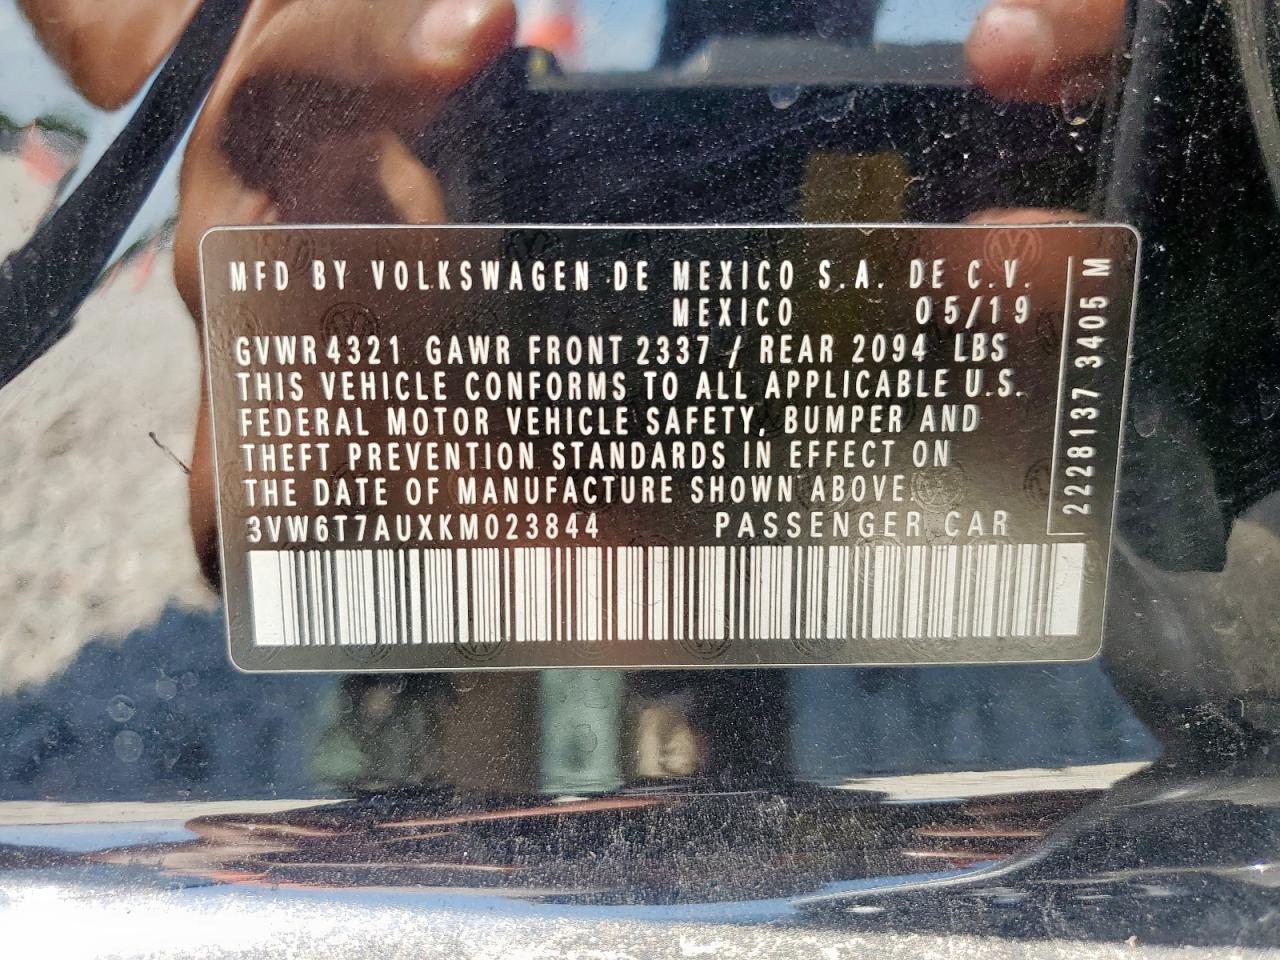 MFD BY VOLKSWAGEN DE MEXICO S.A. DE C.V.
MEXICO 05/19
GVWR 4321 GAWR FRONT 2337 / REAR 2094 LBS
THIS VEHICLE CONFORMS TO ALL APPLICABLE U.S.
FEDERAL MOTOR VEHICLE SAFETY, BUMPER AND
THEFT PREVENTION STANDARDS IN EFFECT ON
THE DATE OF MANUFACTURE SHOWN ABOVE.
3VW6T7AUXKM023844 PASSENGER CAR
2228137 3405 M